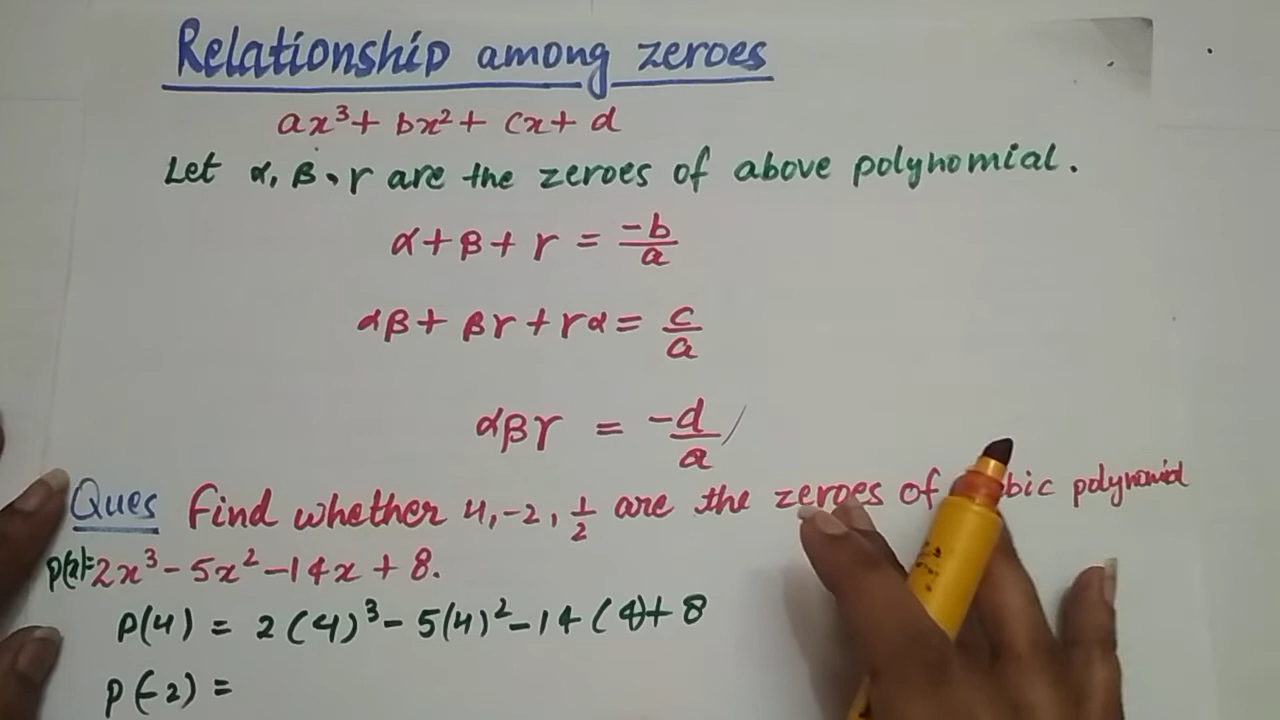 Relationship among zeroes
ax³ + bx² + cx + d
Let α, β, γ are the zeroes of above polynomial.
α + β + γ = -b/a
αβ + βγ + γα = c/a
αβγ = -d/a
Ques Find whether 4, -2, 1/2 are the zeroes of bic polynomial
p(x)= 2x³ - 5x² - 14x + 8.
P(4) = 2(4)³ - 5(4)² - 14(4) + 8
P(-2) =